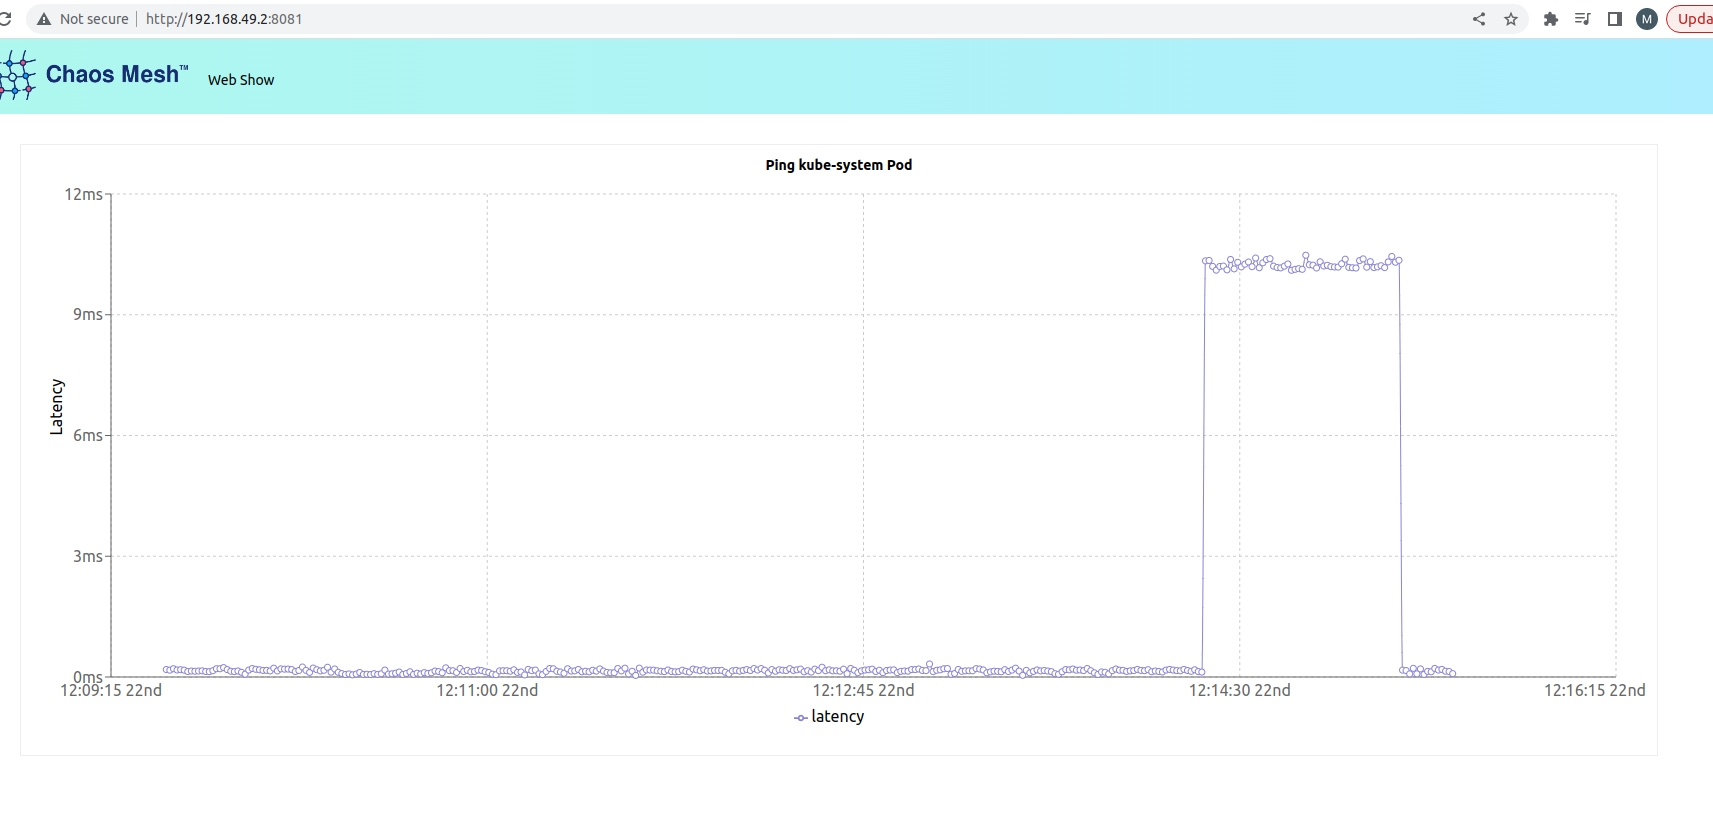 Not secure http://192.168.49.2:8081 M Upda
Chaos Mesh™ Web Show
Ping kube-system Pod
12ms
9ms
6ms
3ms
0ms
Latency
12:09:15 22nd 12:11:00 22nd 12:12:45 22nd 12:14:30 22nd 12:16:15 22nd
latency